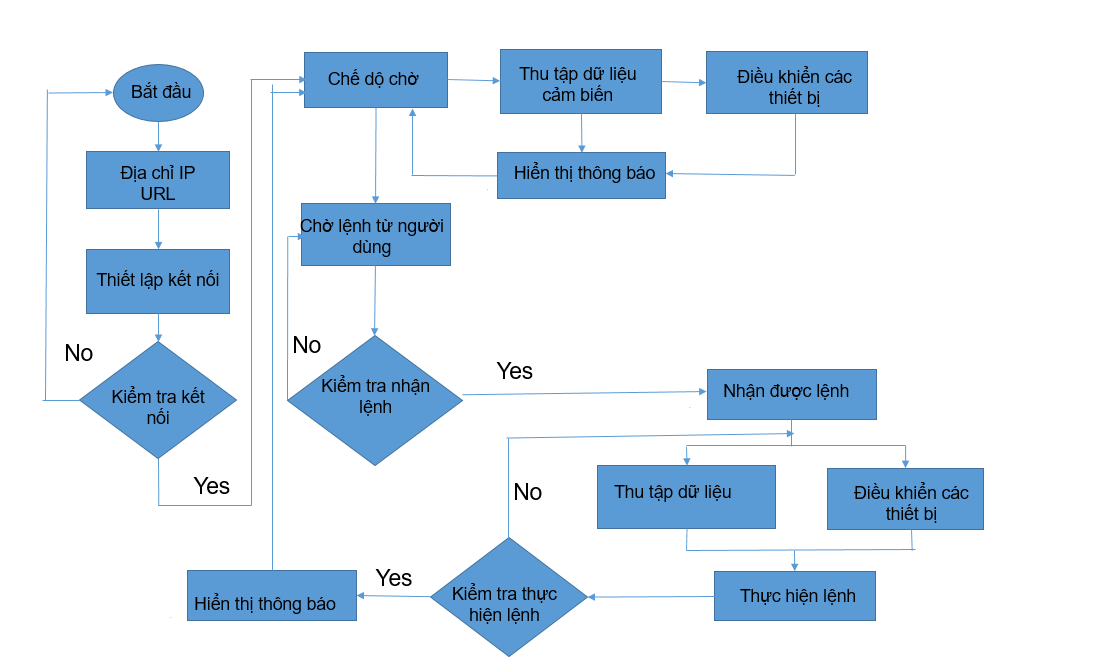 Bắt đầu
Địa chỉ IP
URL
Thiết lập kết nối
No
Kiểm tra kết
nối
Yes
Chế dộ chờ
Thu tập dữ liệu
cảm biến
Điều khiển các
thiết bị
Hiển thị thông báo
Chờ lệnh từ người
dùng
No
Kiểm tra nhận
lệnh
Yes
Nhận được lệnh
Thu tập dữ liệu
Điều khiển các
thiết bị
Thực hiện lệnh
No
Kiểm tra thực
hiện lệnh
Yes
Hiển thị thông báo